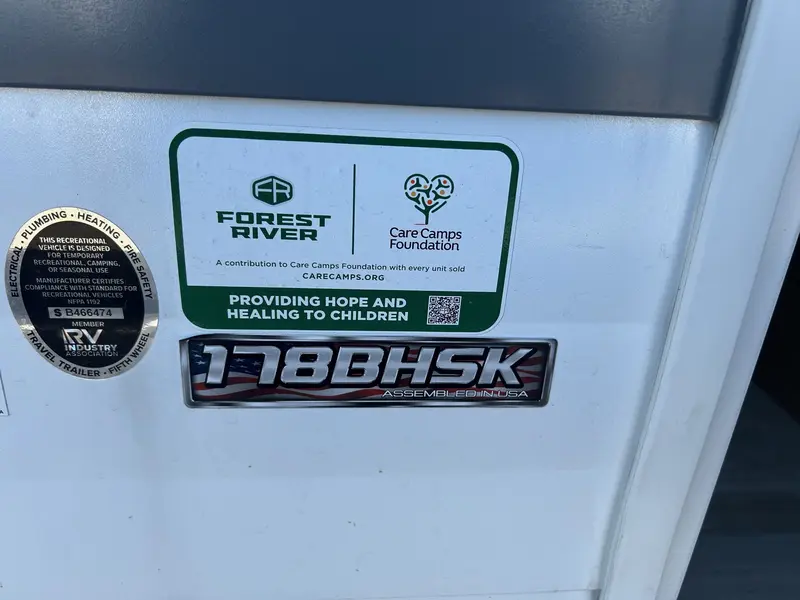 ELECTRICAL · PLUMBING · HEATING · FIRE SAFETY
THIS RECREATIONAL
VEHICLE IS DESIGNED
FOR TEMPORARY
RECREATIONAL, CAMPING,
OR SEASONAL USE
MANUFACTURER CERTIFIES
COMPLIANCE WITH STANDARD FOR
RECREATIONAL VEHICLES
NFPA 1192
S B466474
MEMBER
RV
INDUSTRY
ASSOCIATION
TRAVEL TRAILER · FIFTH WHEEL
FR
FOREST
RIVER
Care Camps
Foundation
A contribution to Care Camps Foundation with every unit sold
CARECAMPS.ORG
PROVIDING HOPE AND
HEALING TO CHILDREN
178BHSK
ASSEMBLED IN USA